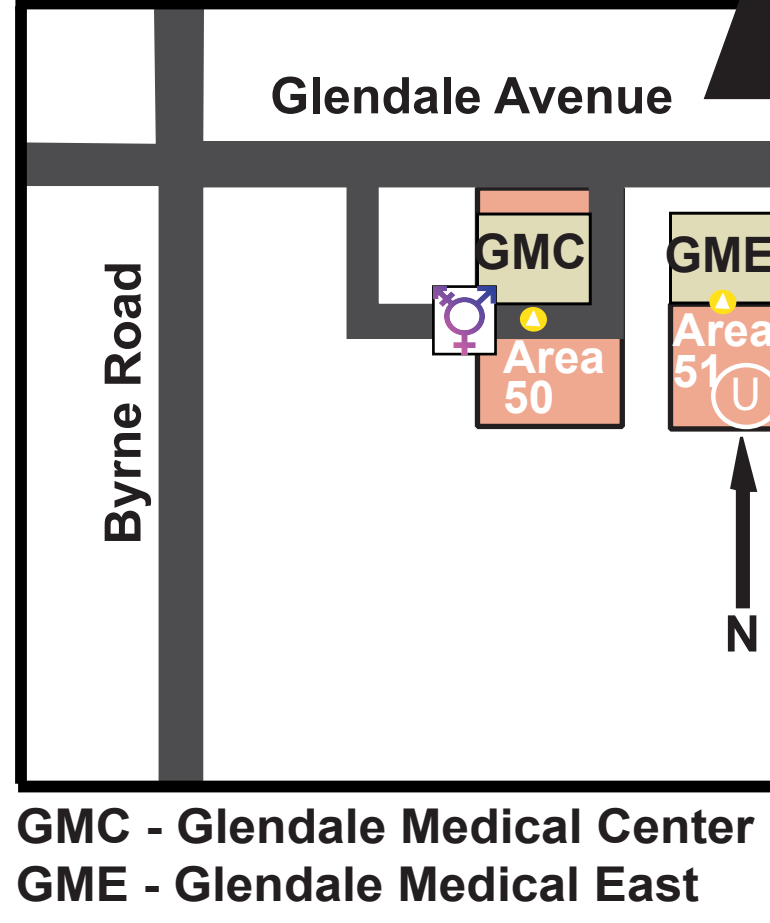 Glendale Avenue
Byrne Road
GMC
GME
Area
50
Area
51
U
N
GMC - Glendale Medical Center
GME - Glendale Medical East